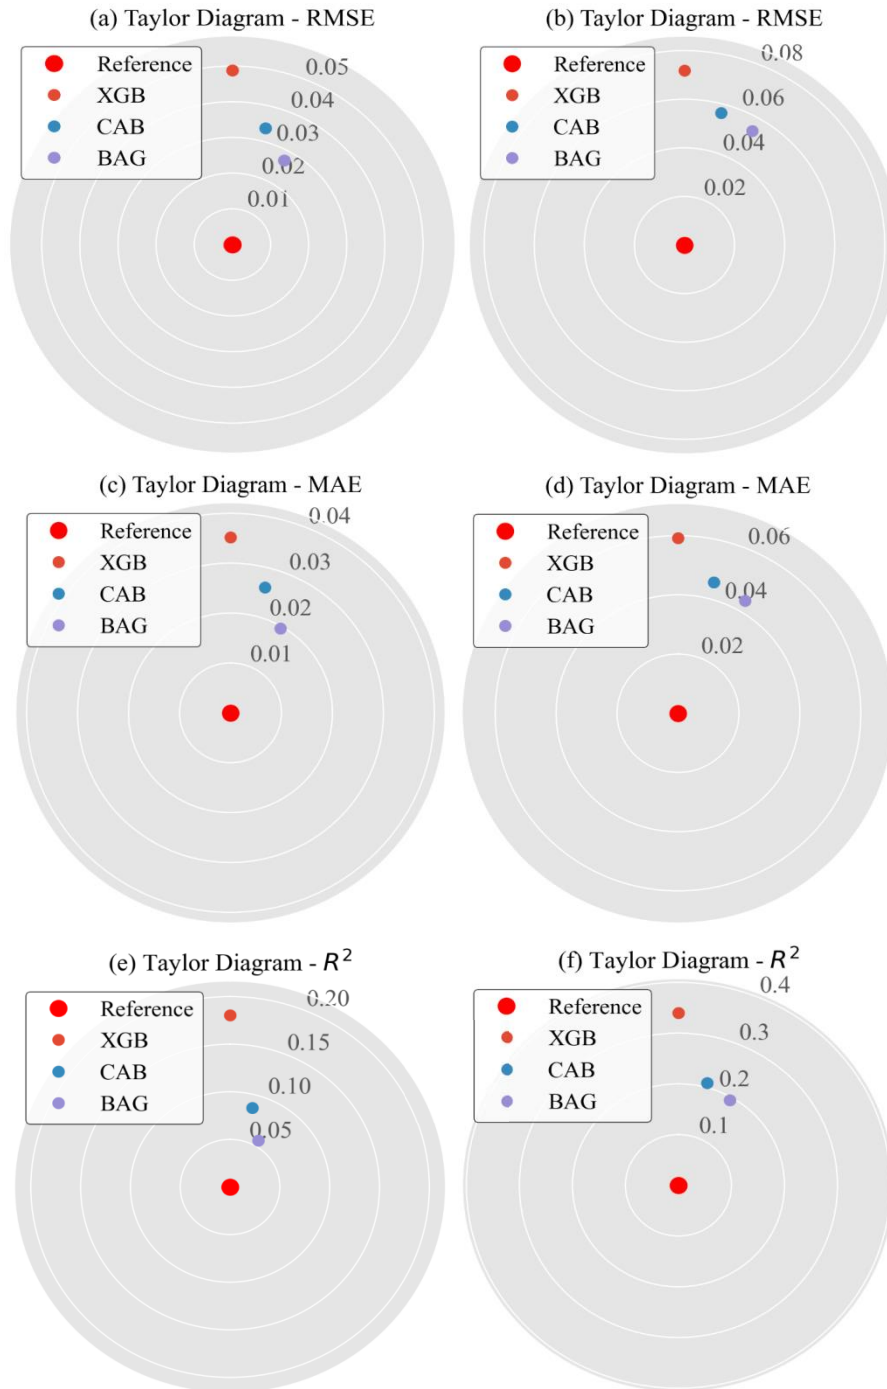 (a) Taylor Diagram - RMSE
Reference
XGB
CAB
BAG
0.05
0.04
0.03
0.02
0.01
(b) Taylor Diagram - RMSE
Reference
XGB
CAB
BAG
0.08
0.06
0.04
0.02
(c) Taylor Diagram - MAE
Reference
XGB
CAB
BAG
0.04
0.03
0.02
0.01
(d) Taylor Diagram - MAE
Reference
XGB
CAB
BAG
0.06
0.04
0.02
(e) Taylor Diagram - R²
Reference
XGB
CAB
BAG
0.20
0.15
0.10
0.05
(f) Taylor Diagram - R²
Reference
XGB
CAB
BAG
0.4
0.3
0.2
0.1